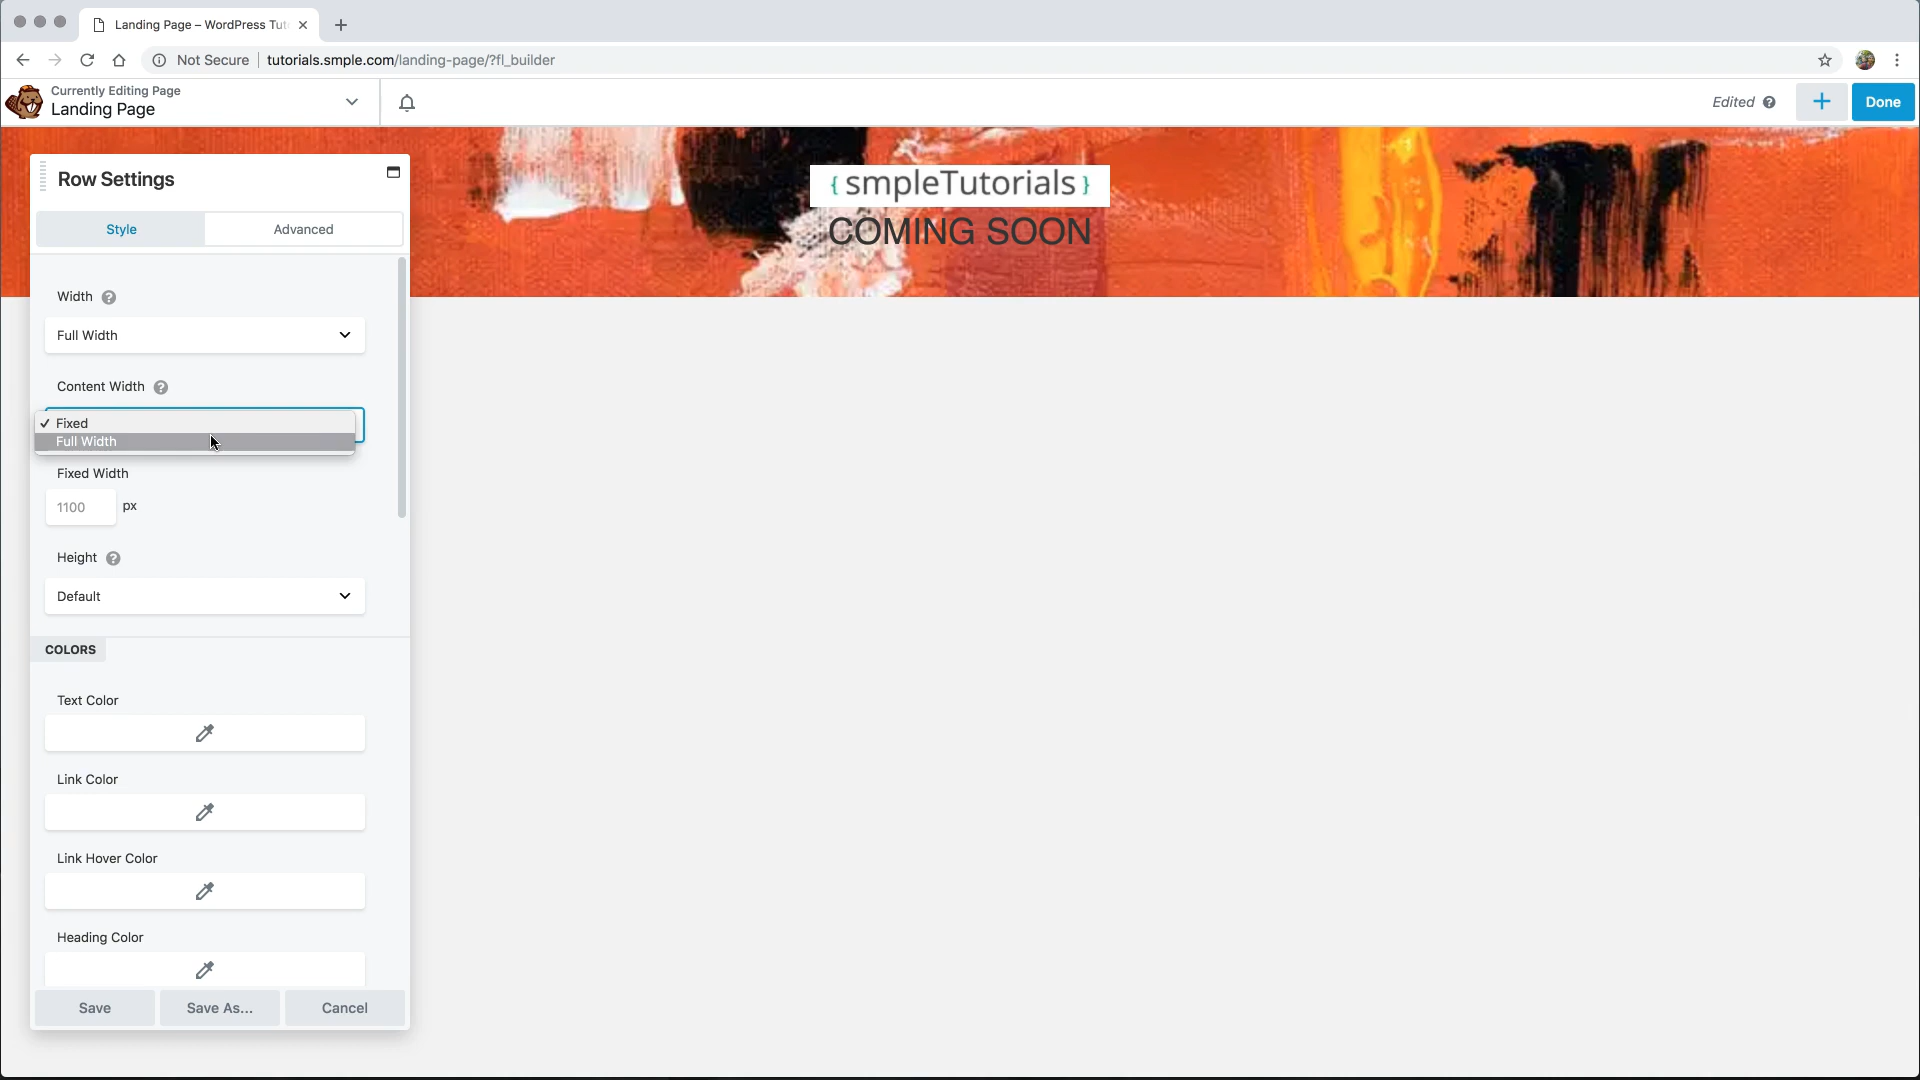 Landing Page – WordPress Tut
Not Secure
tutorials.smple.com/landing-page/?fl_builder
Currently Editing Page
Landing Page
Edited
Done
Row Settings
{ smpleTutorials }
COMING SOON
Style
Advanced
Width
Full Width
Content Width
Fixed
Full Width
Fixed Width
1100 px
Height
Default
COLORS
Text Color
Link Color
Link Hover Color
Heading Color
Save
Save As...
Cancel